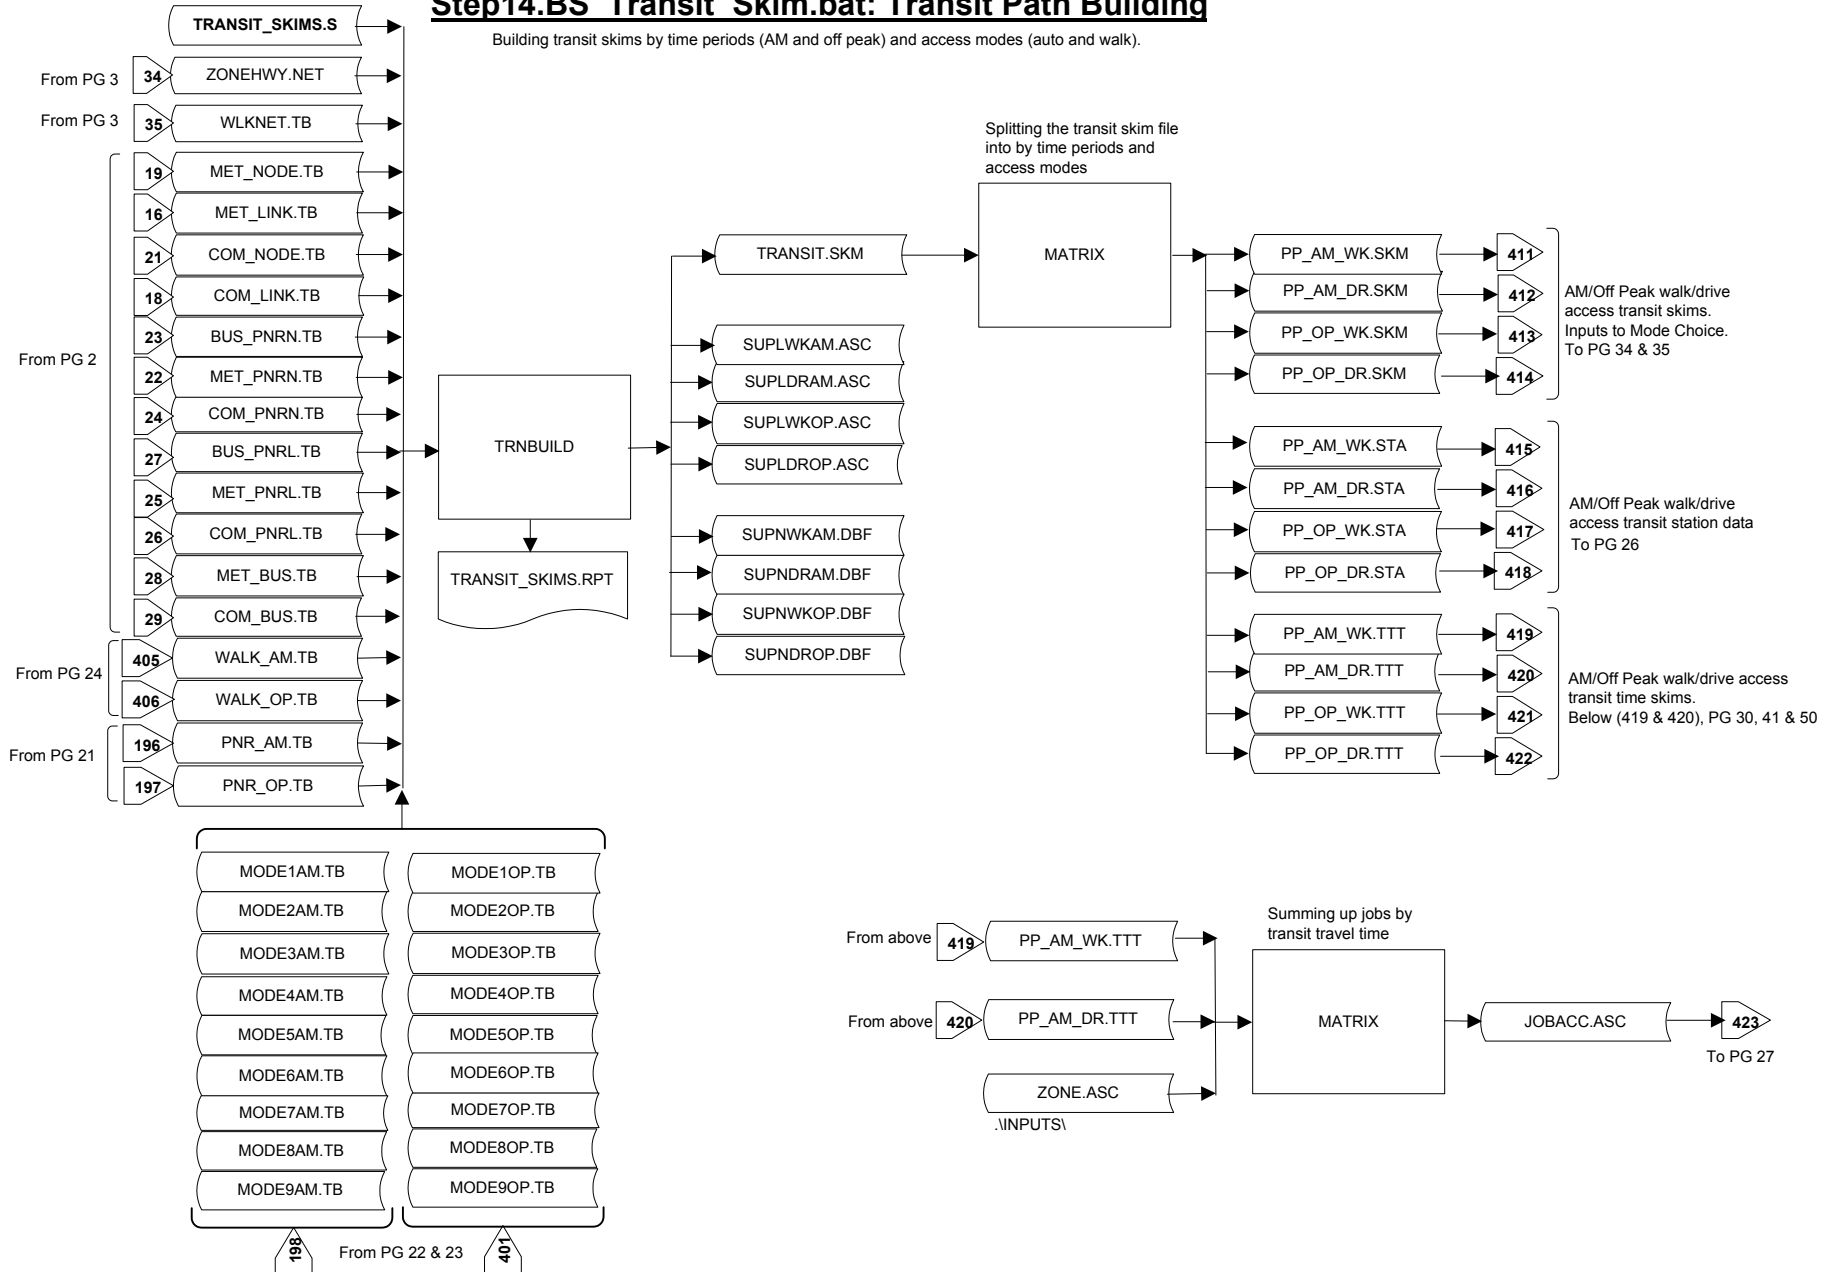 Step14.BS_Transit_Skim.bat: Transit Path Building
Building transit skims by time periods (AM and off peak) and access modes (auto and walk).
TRANSIT_SKIMS.S
From PG 3
34
ZONEHWY.NET
From PG 3
35
WLKNET.TB
From PG 2
19
MET_NODE.TB
16
MET_LINK.TB
21
COM_NODE.TB
18
COM_LINK.TB
23
BUS_PNRN.TB
22
MET_PNRN.TB
24
COM_PNRN.TB
27
BUS_PNRL.TB
25
MET_PNRL.TB
26
COM_PNRL.TB
28
MET_BUS.TB
29
COM_BUS.TB
From PG 24
405
WALK_AM.TB
406
WALK_OP.TB
From PG 21
196
PNR_AM.TB
197
PNR_OP.TB
MODE1AM.TB
MODE2AM.TB
MODE3AM.TB
MODE4AM.TB
MODE5AM.TB
MODE6AM.TB
MODE7AM.TB
MODE8AM.TB
MODE9AM.TB
MODE1OP.TB
MODE2OP.TB
MODE3OP.TB
MODE4OP.TB
MODE5OP.TB
MODE6OP.TB
MODE7OP.TB
MODE8OP.TB
MODE9OP.TB
198
From PG 22 & 23
401
TRNBUILD
TRANSIT_SKIMS.RPT
TRANSIT.SKM
SUPLWKAM.ASC
SUPLDRAM.ASC
SUPLWKOP.ASC
SUPLDROP.ASC
SUPNWKAM.DBF
SUPNDRAM.DBF
SUPNWKOP.DBF
SUPNDROP.DBF
Splitting the transit skim file
into by time periods and
access modes
MATRIX
PP_AM_WK.SKM
411
PP_AM_DR.SKM
412
PP_OP_WK.SKM
413
PP_OP_DR.SKM
414
AM/Off Peak walk/drive
access transit skims.
Inputs to Mode Choice.
To PG 34 & 35
PP_AM_WK.STA
415
PP_AM_DR.STA
416
PP_OP_WK.STA
417
PP_OP_DR.STA
418
AM/Off Peak walk/drive
access transit station data
To PG 26
PP_AM_WK.TTT
419
PP_AM_DR.TTT
420
PP_OP_WK.TTT
421
PP_OP_DR.TTT
422
AM/Off Peak walk/drive access
transit time skims.
Below (419 & 420), PG 30, 41 & 50
From above
419
PP_AM_WK.TTT
From above
420
PP_AM_DR.TTT
ZONE.ASC
.\INPUTS\
Summing up jobs by
transit travel time
MATRIX
JOBACC.ASC
423
To PG 27